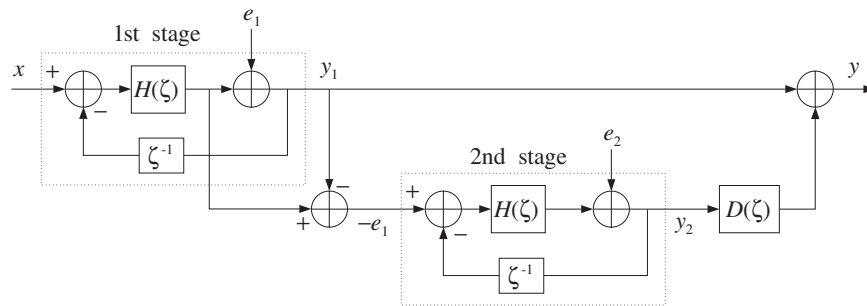 1st stage
e₁
x
+
−
H(ζ)
y₁
y
ζ⁻¹
2nd stage
e₂
−
+
−e₁
+
−
H(ζ)
y₂
D(ζ)
ζ⁻¹